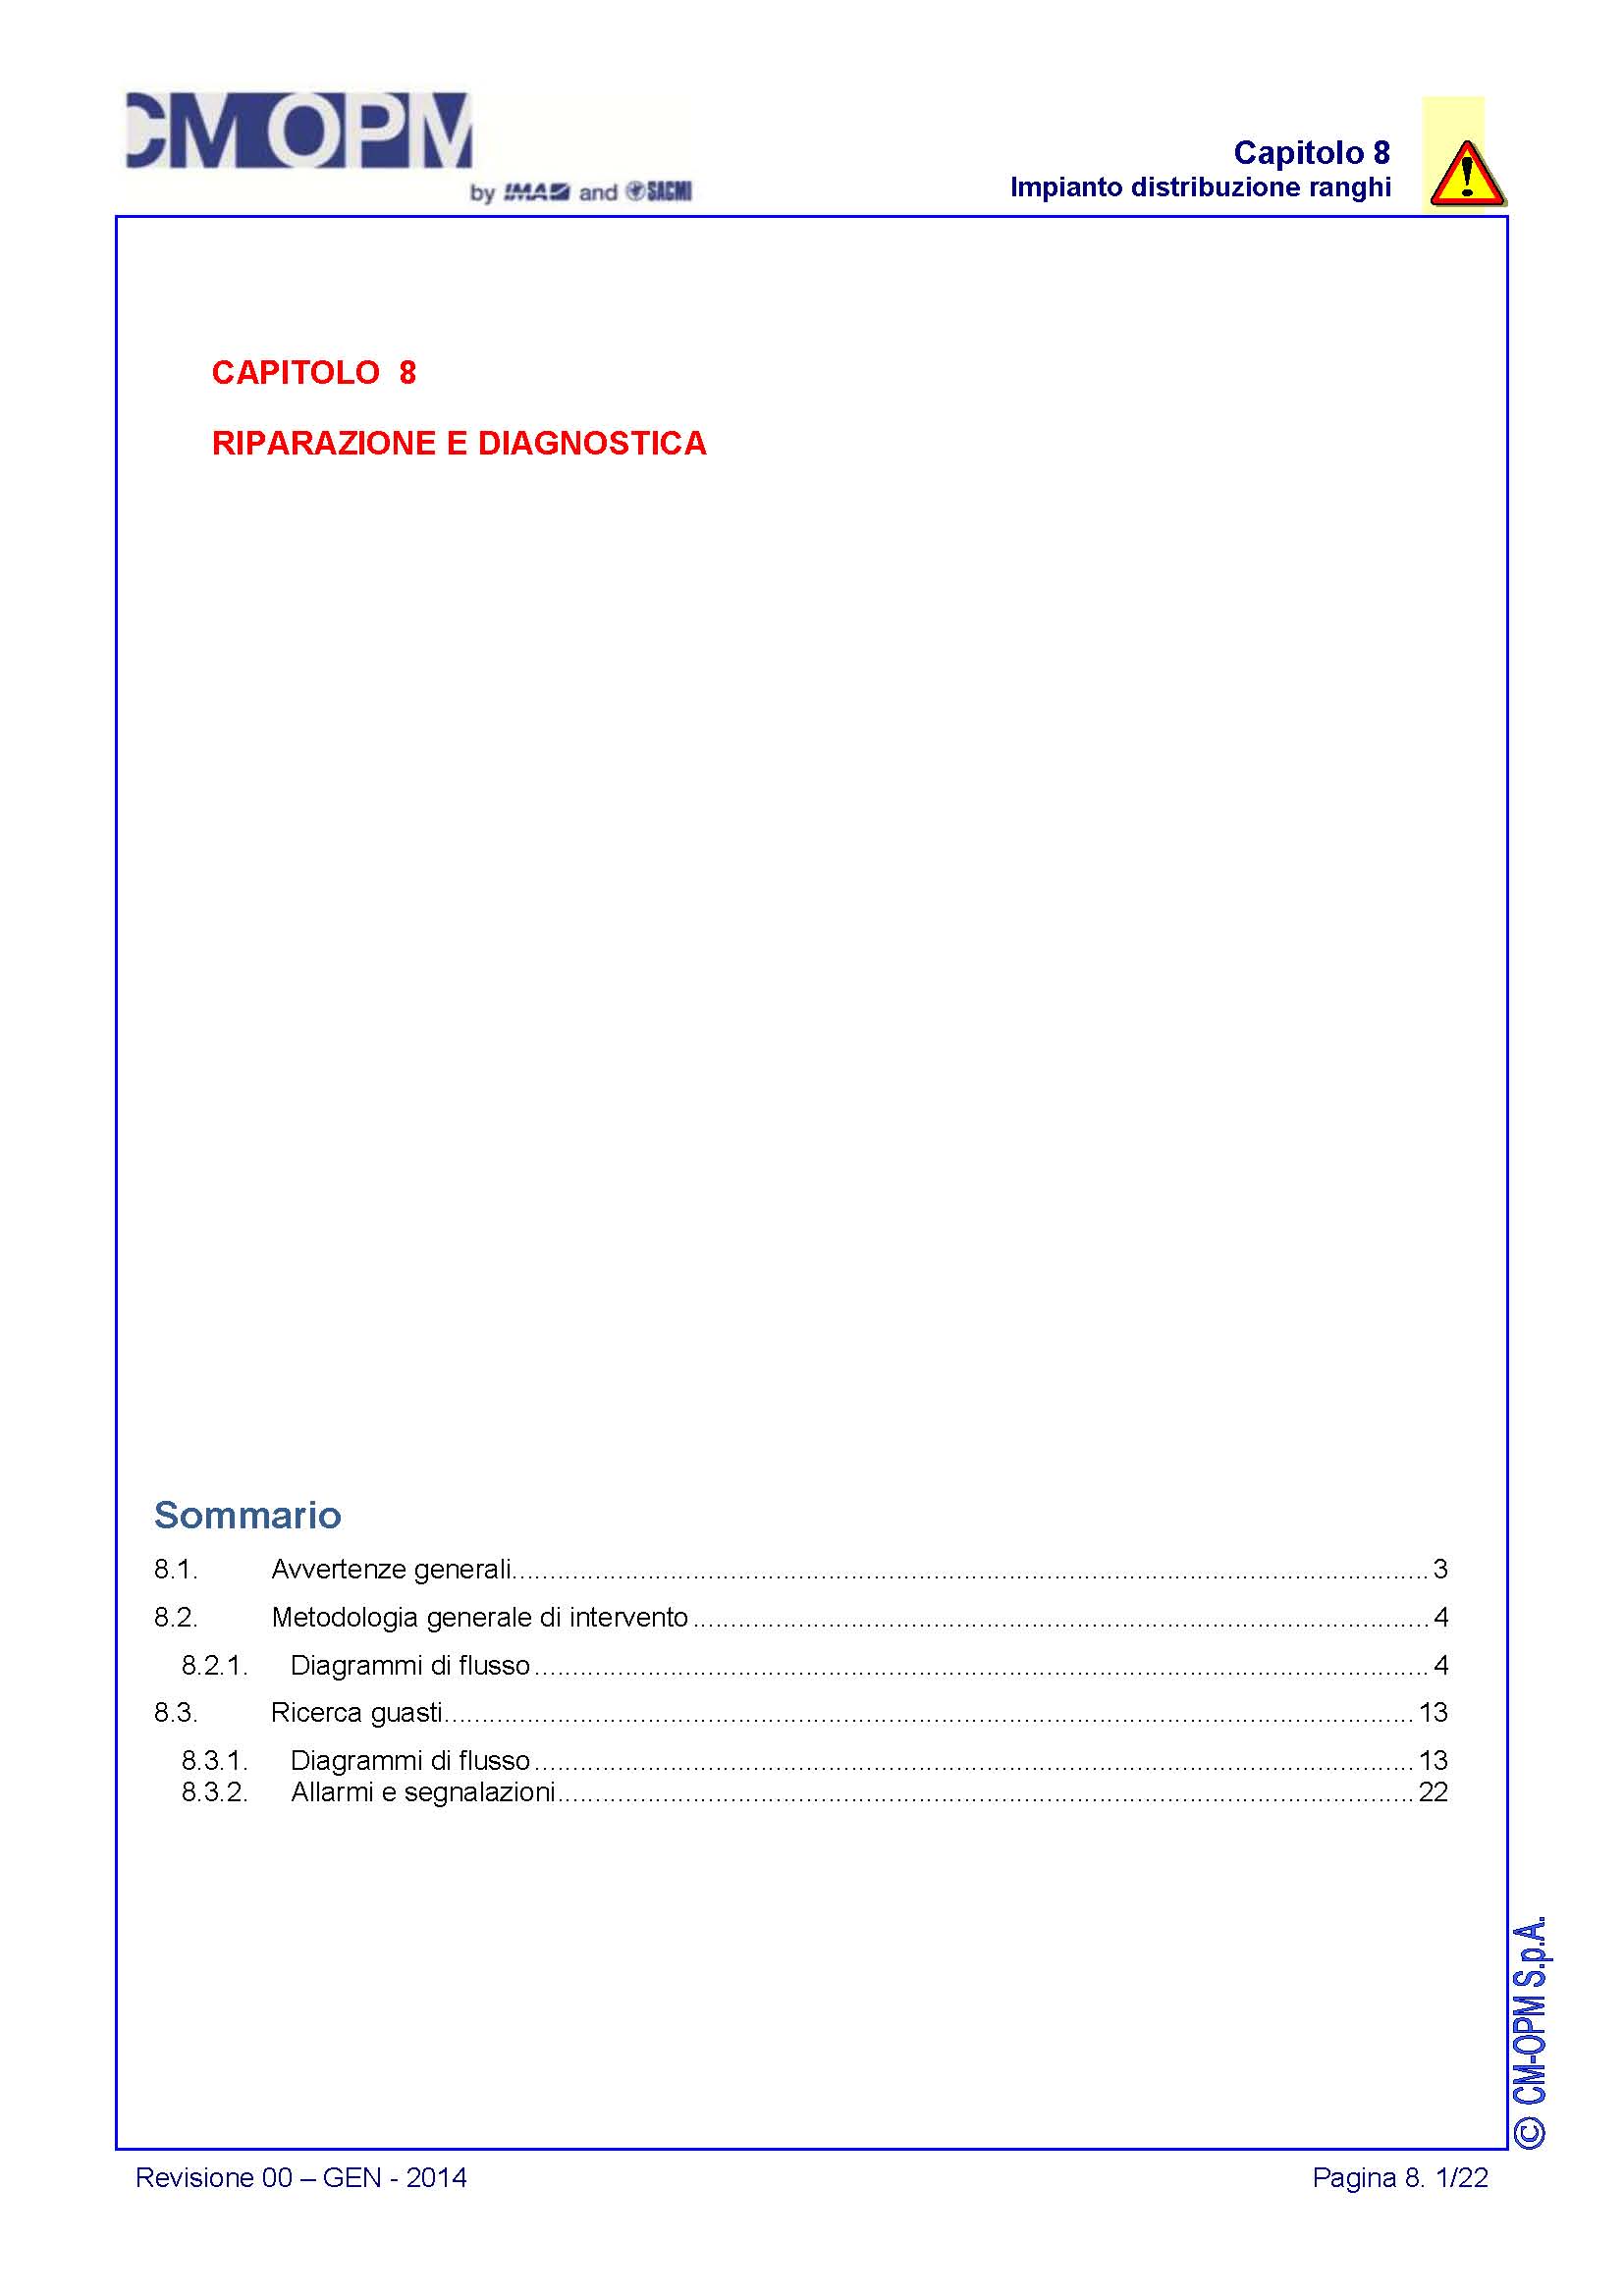 CM OPM
by IMA and SACMI
Capitolo 8
Impianto distribuzione ranghi
CAPITOLO 8
RIPARAZIONE E DIAGNOSTICA
Sommario
8.1. Avvertenze generali 3
8.2. Metodologia generale di intervento 4
8.2.1. Diagrammi di flusso 4
8.3. Ricerca guasti 13
8.3.1. Diagrammi di flusso 13
8.3.2. Allarmi e segnalazioni 22
© CM-OPM S.p.A.
Revisione 00 – GEN - 2014
Pagina 8. 1/22